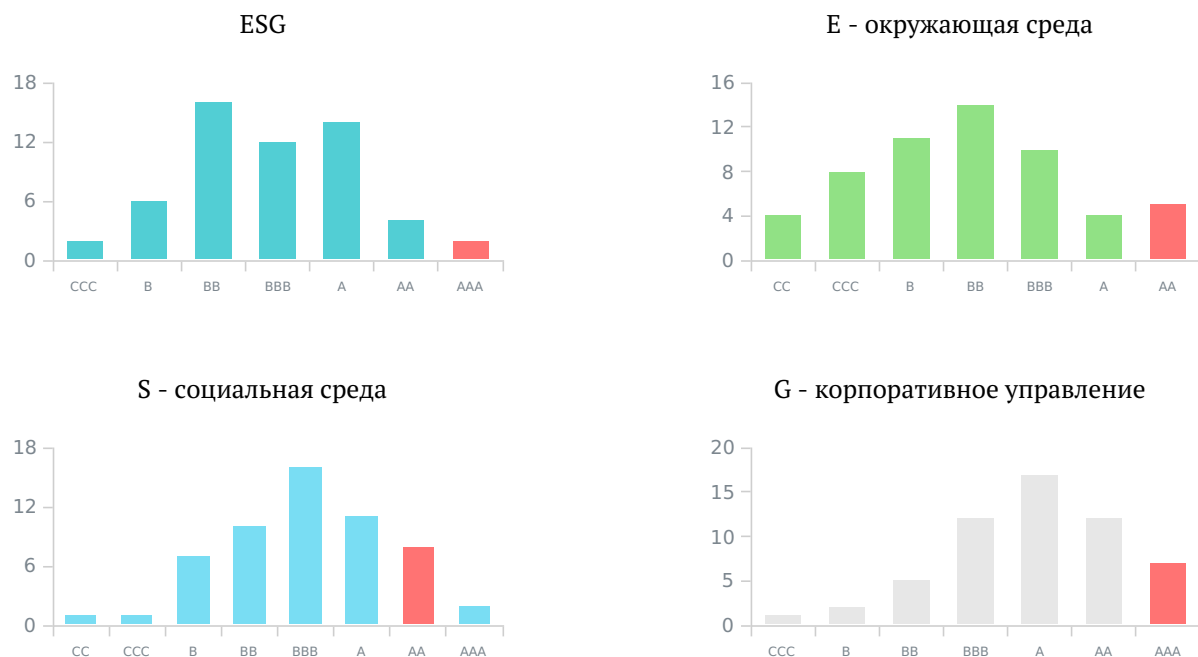 ESG
18
12
6
0
CCC B BB BBB A AA AAA
E - окружающая среда
16
12
8
4
0
CC CCC B BB BBB A AA
S - социальная среда
18
12
6
0
CC CCC B BB BBB A AA AAA
G - корпоративное управление
20
15
10
5
0
CCC B BB BBB A AA AAA